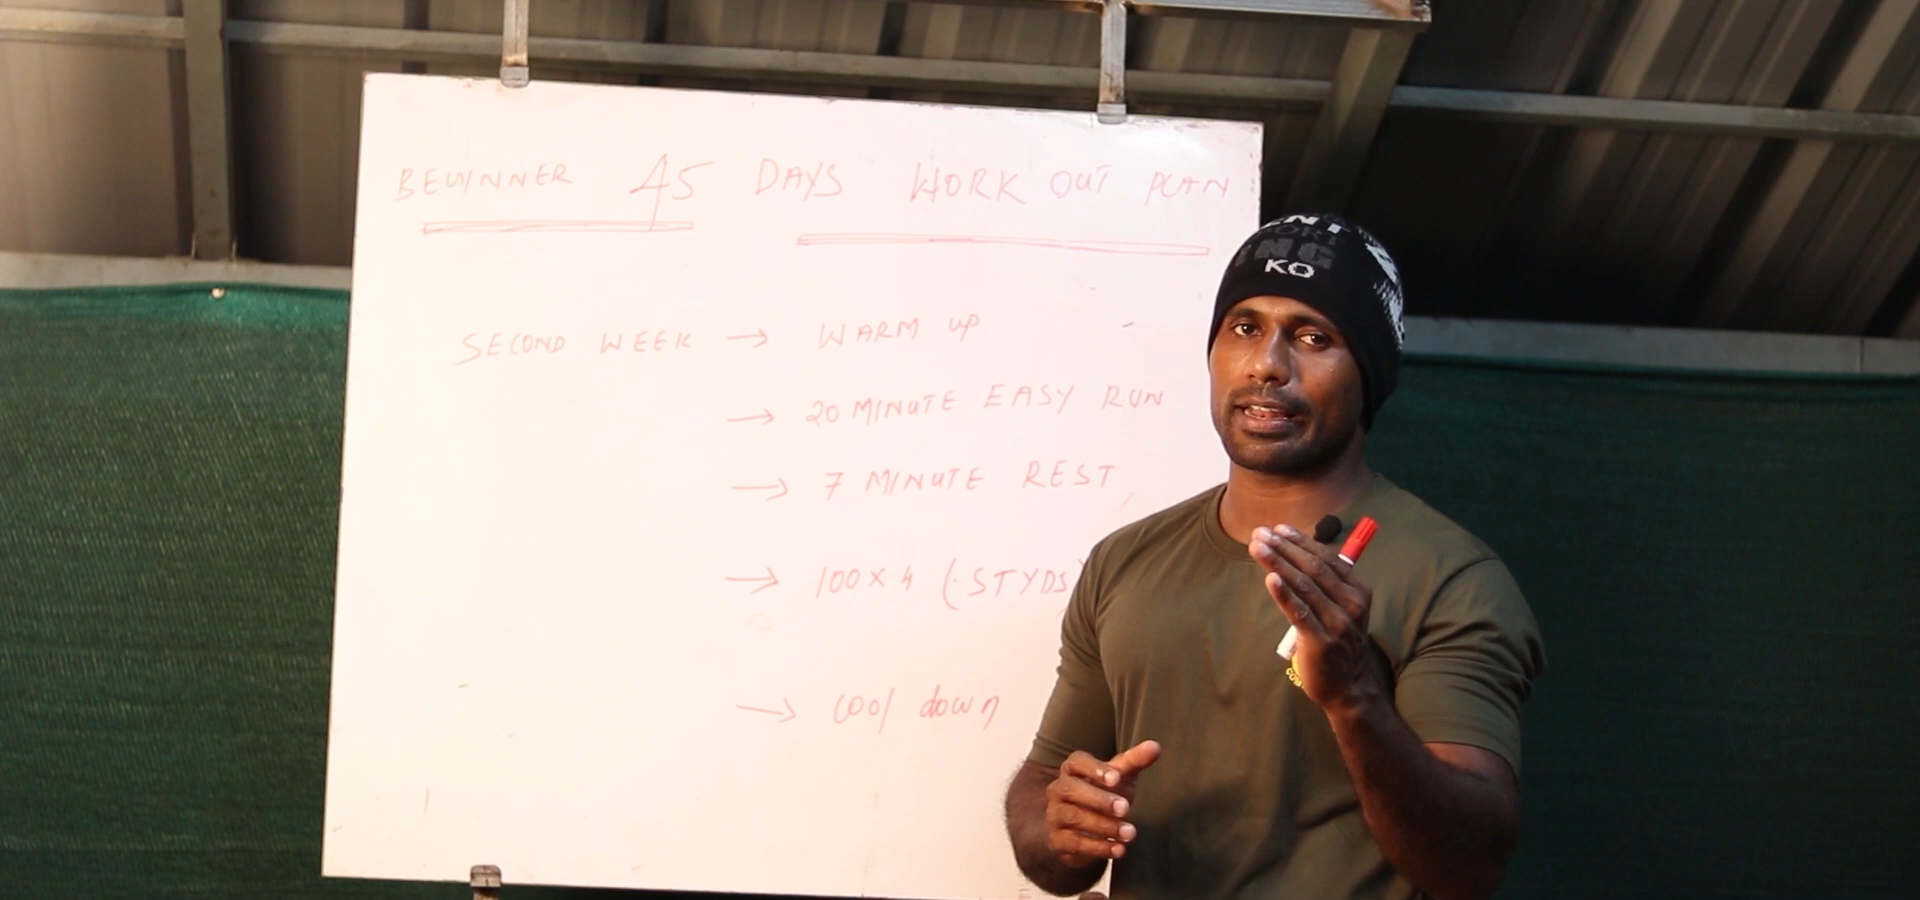 BEGINNER 45 DAYS WORK OUT PLAN
SECOND WEEK → WARM UP
→ 20 MINUTE EASY RUN
→ 7 MINUTE REST
→ 100 X 4 (STYDS
→ cool down
KO